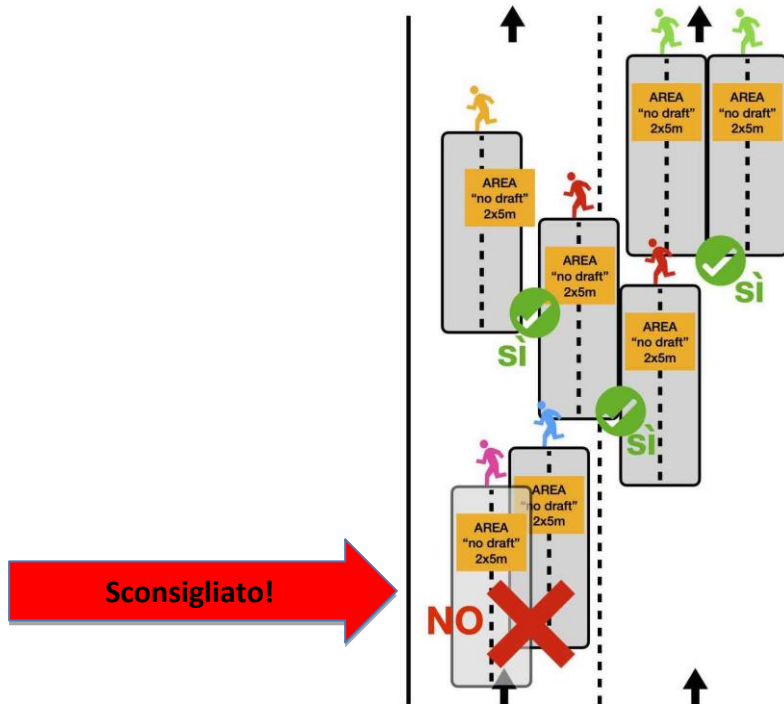 AREA
“no draft”
2x5m
AREA
“no draft”
2x5m
AREA
“no draft”
2x5m
AREA
“no draft”
2x5m
sì
AREA
“no draft”
2x5m
sì
sì
AREA
“no draft”
2x5m
AREA
“no draft”
2x5m
Sconsigliato!
NO